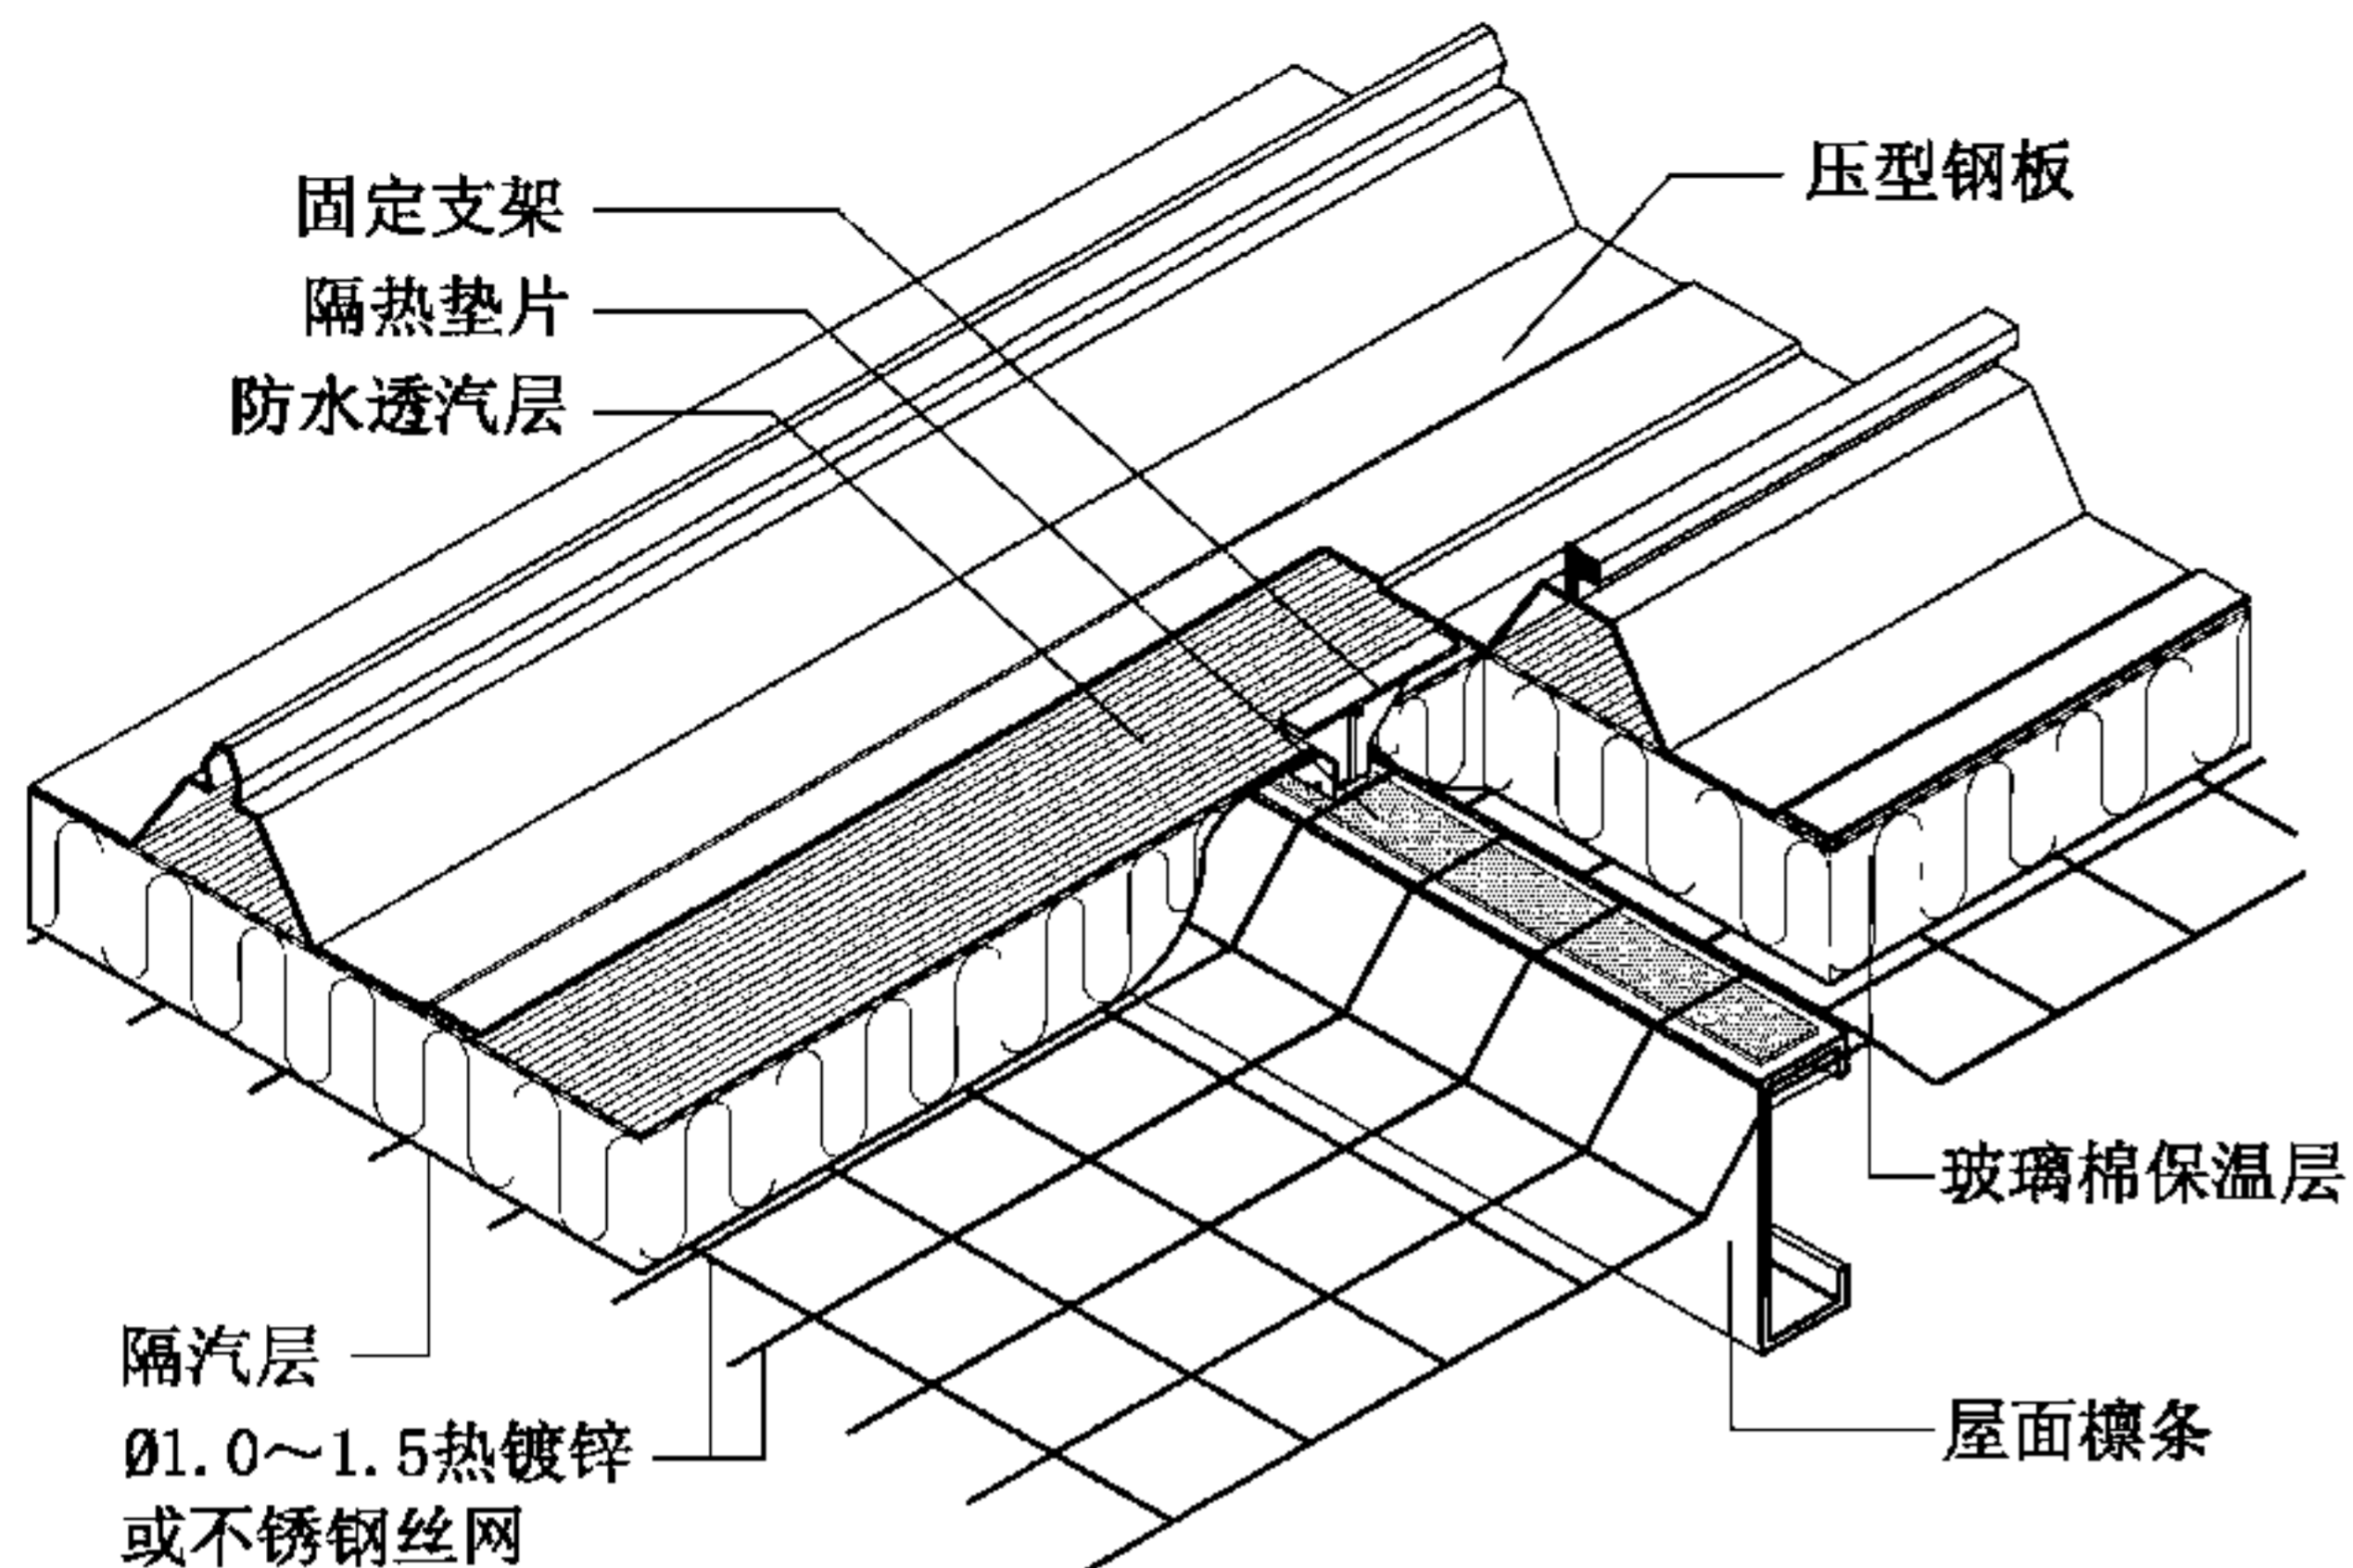 固定支架
隔热垫片
防水透汽层
压型钢板
玻璃棉保温层
屋面檩条
隔汽层
Ø1.0～1.5热镀锌
或不锈钢丝网